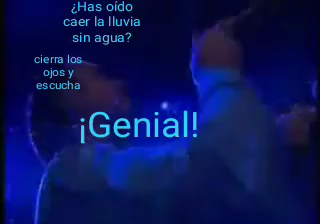 ¿Has oído
caer la lluvia
sin agua?
cierra los
ojos y
escucha
¡Genial!